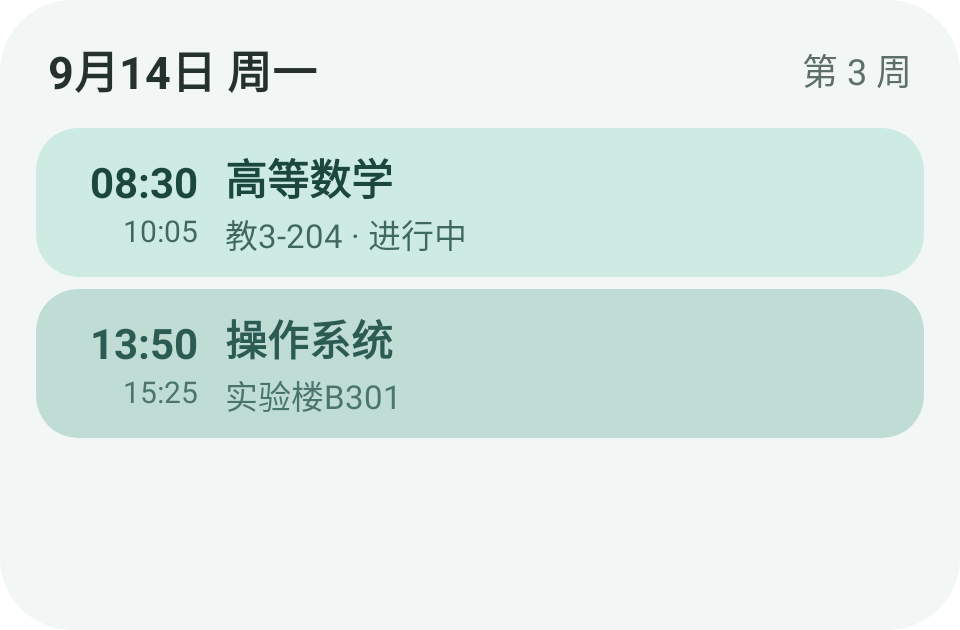 9月14日 周一
第 3 周
08:30 高等数学
10:05 教3-204 · 进行中
13:50 操作系统
15:25 实验楼B301